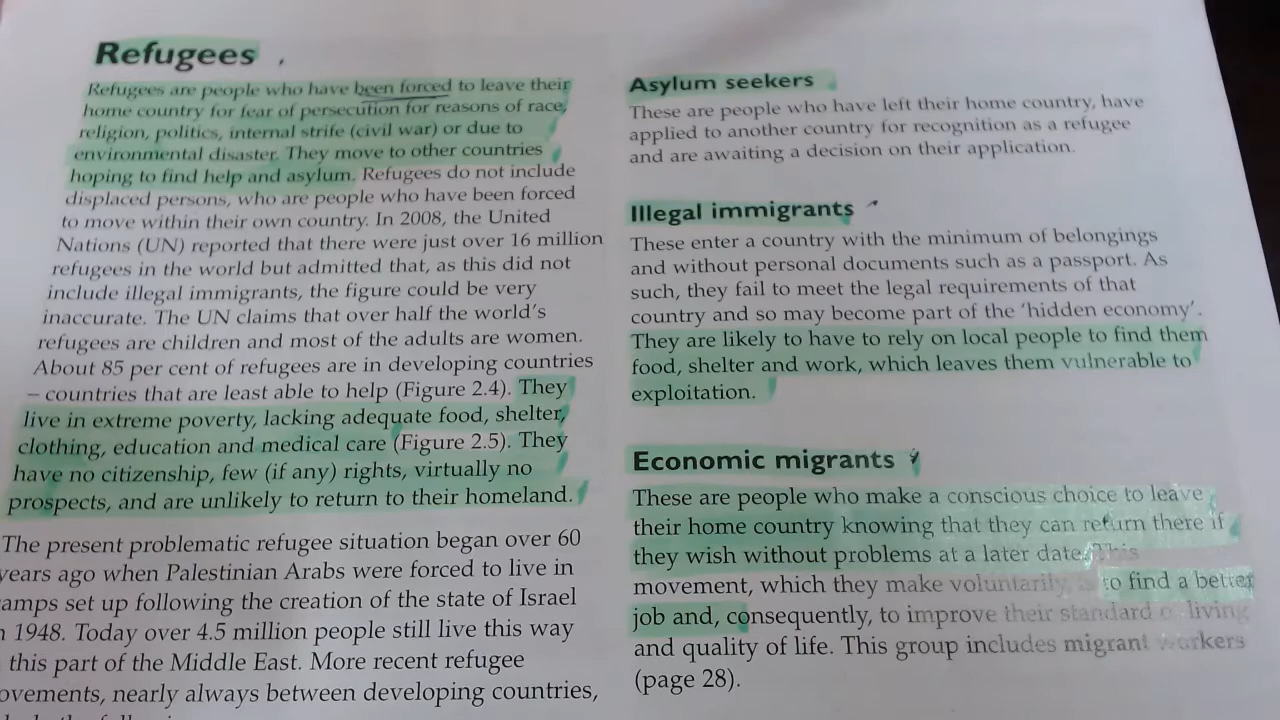 Refugees
Refugees are people who have been forced to leave their
home country for fear of persecution for reasons of race,
religion, politics, internal strife (civil war) or due to
environmental disaster. They move to other countries
hoping to find help and asylum. Refugees do not include
displaced persons, who are people who have been forced
to move within their own country. In 2008, the United
Nations (UN) reported that there were just over 16 million
refugees in the world but admitted that, as this did not
include illegal immigrants, the figure could be very
inaccurate. The UN claims that over half the world's
refugees are children and most of the adults are women.
About 85 per cent of refugees are in developing countries
– countries that are least able to help (Figure 2.4). They
live in extreme poverty, lacking adequate food, shelter,
clothing, education and medical care (Figure 2.5). They
have no citizenship, few (if any) rights, virtually no
prospects, and are unlikely to return to their homeland.
The present problematic refugee situation began over 60
years ago when Palestinian Arabs were forced to live in
set up following the creation of the state of Israel
1948. Today over 4.5 million people still live this way
this part of the Middle East. More recent refugee
nearly always between developing countries,
Asylum seekers
These are people who have left their home country, have
applied to another country for recognition as a refugee
and are awaiting a decision on their application.
Illegal immigrants
These enter a country with the minimum of belongings
and without personal documents such as a passport. As
such, they fail to meet the legal requirements of that
country and so may become part of the 'hidden economy'.
They are likely to have to rely on local people to find them
food, shelter and work, which leaves them vulnerable to
exploitation.
Economic migrants
These are people who make a conscious choice to leave
their home country knowing that they can return there if
they wish without problems at a later date. This
movement, which they make voluntarily, is to find a better
job and, consequently, to improve their standard of living
and quality of life. This group includes migrant workers
(page 28).